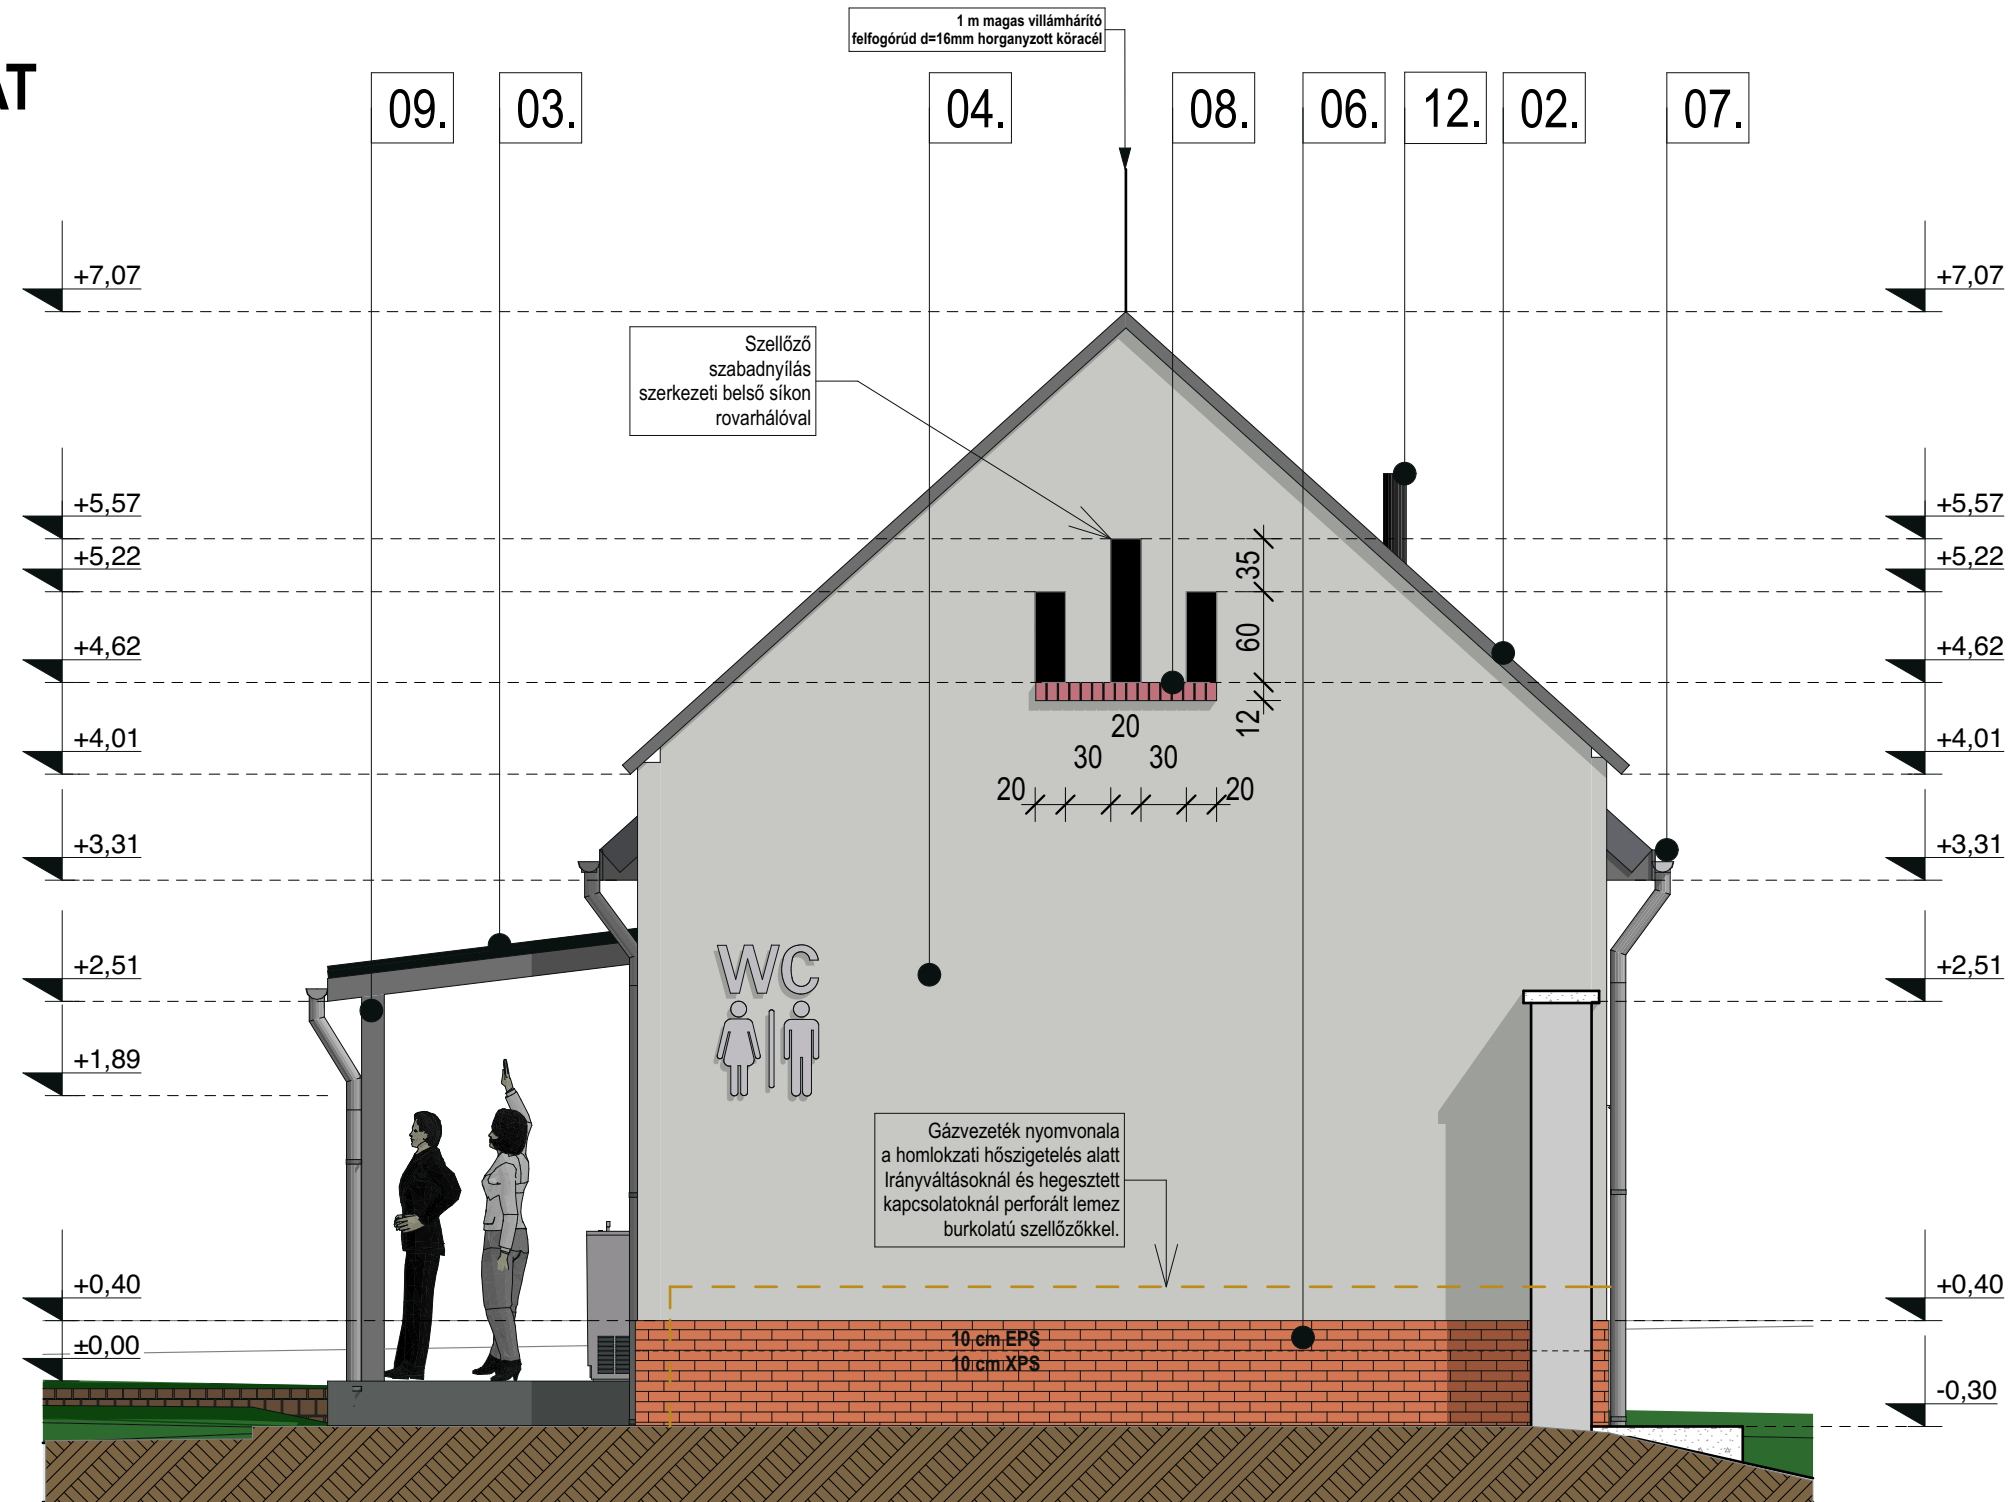 1 m magas villámhárító
felfogórúd d=16mm horganyzott köracél
AT
09.
03.
04.
08.
06.
12.
02.
07.
+7,07
+7,07
Szellőző
szabadnyílás
szerkezeti belső síkon
rovarhálóval
+5,57
+5,57
+5,22
+5,22
35
60
12
+4,62
+4,62
20
30
30
20
20
+4,01
+4,01
+3,31
+3,31
+2,51
+2,51
WC
+1,89
Gázvezeték nyomvonala
a homlokzati hőszigetelés alatt
Irányváltásoknál és hegesztett
kapcsolatoknál perforált lemez
burkolatú szellőzőkkel.
+0,40
+0,40
10 cm EPS
10 cm XPS
±0,00
-0,30